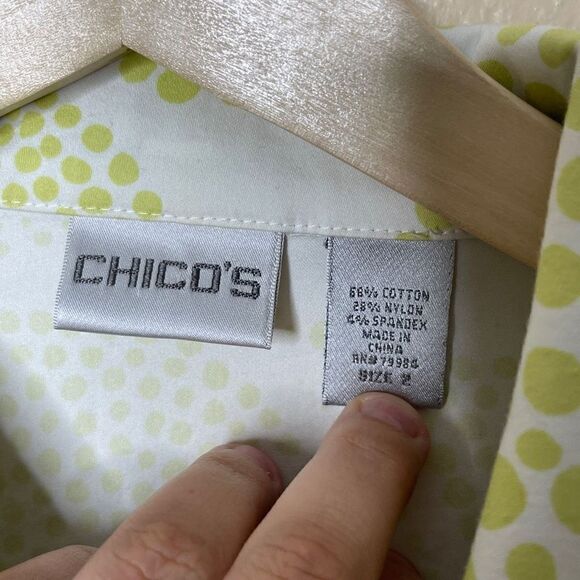 CHICO'S
68% COTTON
28% NYLON
4% SPANDEX
MADE IN
CHINA
RN# 79984
SIZE 2